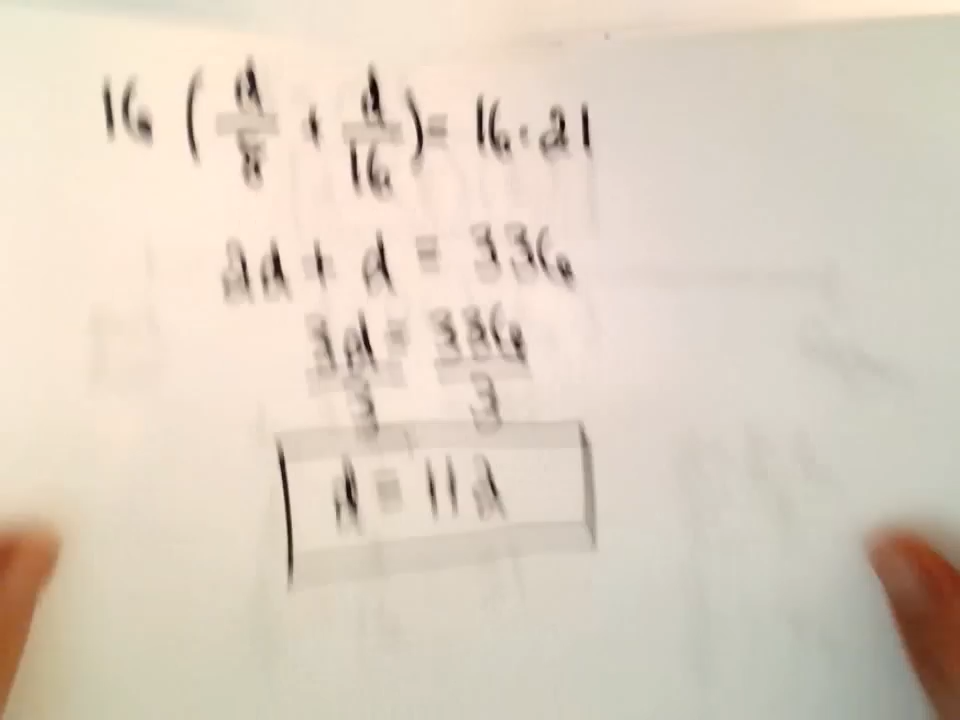 16 ( d/8 + d/16 ) = 16 · 21
2d + d = 336
3d/3 = 336/3
d = 112